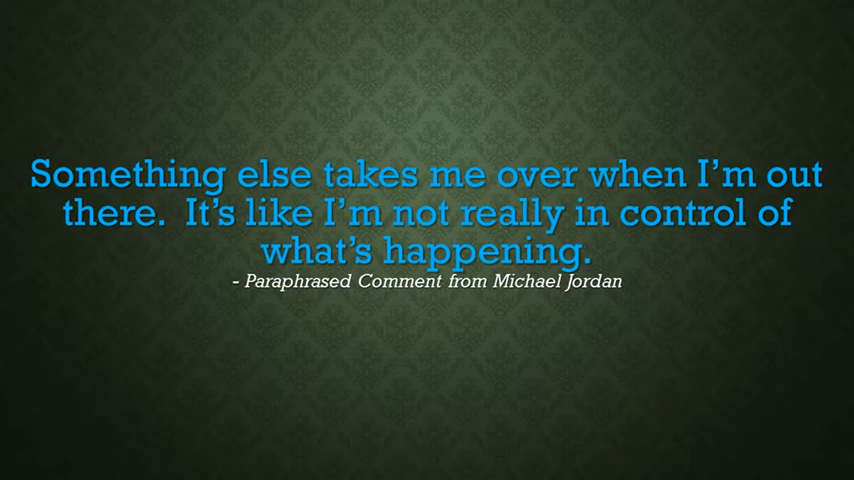 Something else takes me over when I’m out
there.  It’s like I’m not really in control of
what’s happening.
- Paraphrased Comment from Michael Jordan